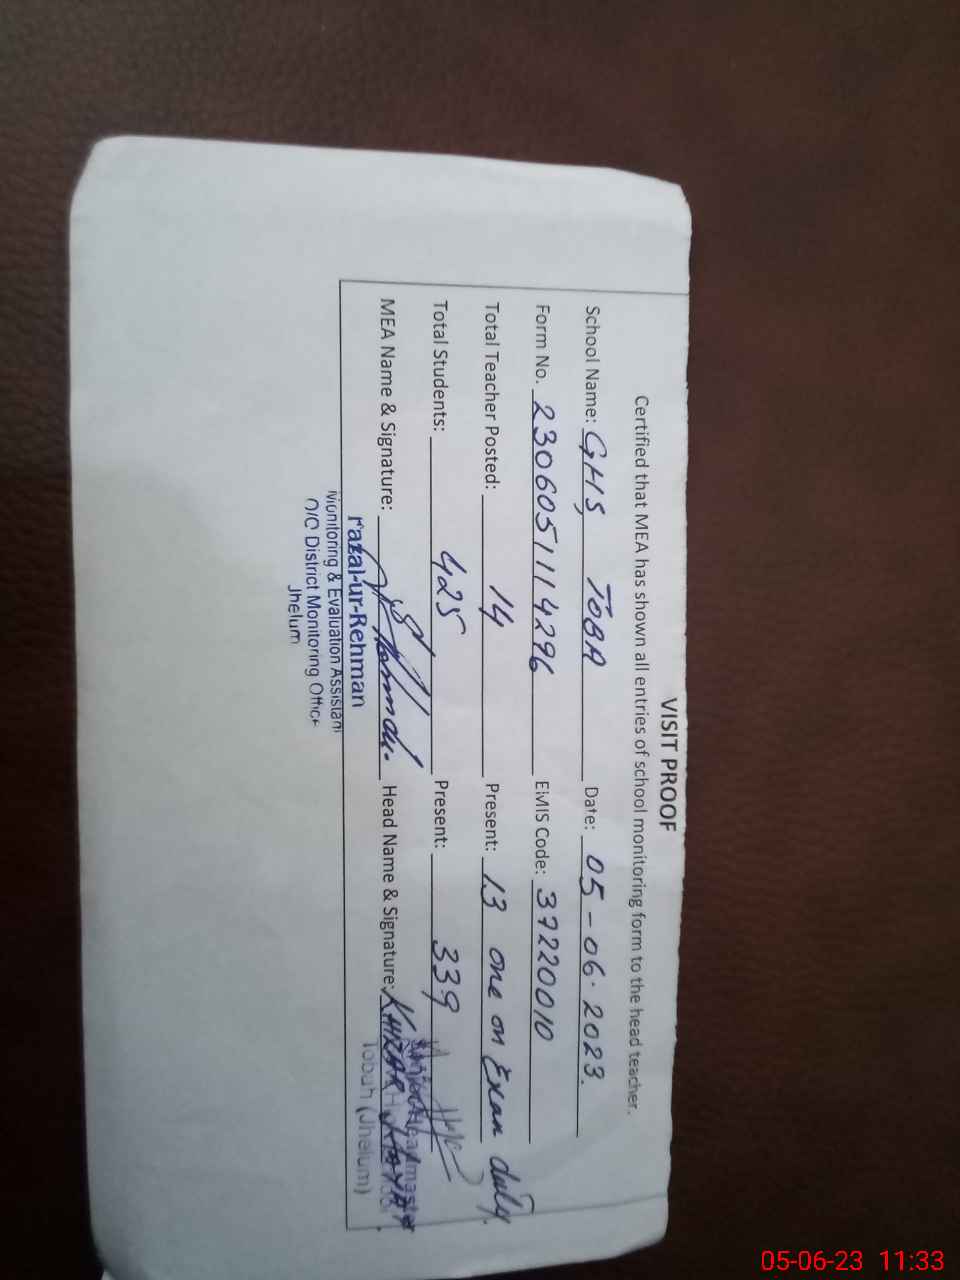 VISIT PROOF
Certified that MEA has shown all entries of school monitoring form to the head teacher.
School Name: GHS TOBA Date: 05-06-2023.
Form No. 2306051114296 EMIS Code: 37220010
Total Teacher Posted: 14 Present: 13 one on Exam duty.
Total Students: 425 Present: 339
MEA Name & Signature: Head Name & Signature: KHIZAR
Fazal-ur-Rehman
Monitoring & Evaluation Assistant
O/O District Monitoring Office
Jhelum
Headmaster
Tobah (Jhelum)
05-06-23 11:33